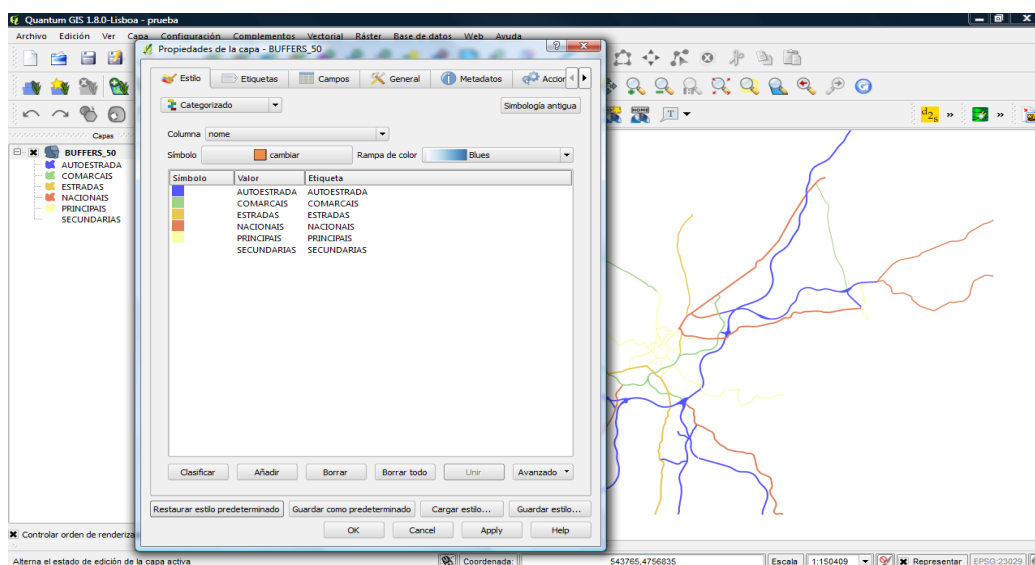 Quantum GIS 1.8.0-Lisboa - prueba
Archivo Edición Ver Capa Configuración Complementos Vectorial Ráster Base de datos Web Ayuda
Propiedades de la capa - BUFFERS_50
Estilo Etiquetas Campos General Metadatos Accior
Categorizado Simbología antigua
Columna nome
Símbolo cambiar Rampa de color Blues
Símbolo Valor Etiqueta
AUTOESTRADA AUTOESTRADA
COMARCAIS COMARCAIS
ESTRADAS ESTRADAS
NACIONAIS NACIONAIS
PRINCIPAIS PRINCIPAIS
SECUNDARIAS SECUNDARIAS
Clasificar Añadir Borrar Borrar todo Unir Avanzado
Restaurar estilo predeterminado Guardar como predeterminado Cargar estilo... Guardar estilo...
OK Cancel Apply Help
Capas
BUFFERS_50
AUTOESTRADA
COMARCAIS
ESTRADAS
NACIONAIS
PRINCIPAIS
SECUNDARIAS
Controlar orden de renderiza
Alterna el estado de edición de la capa activa Coordenada: 543765,4756835 Escala 1:150409 Representar EPSG:23029